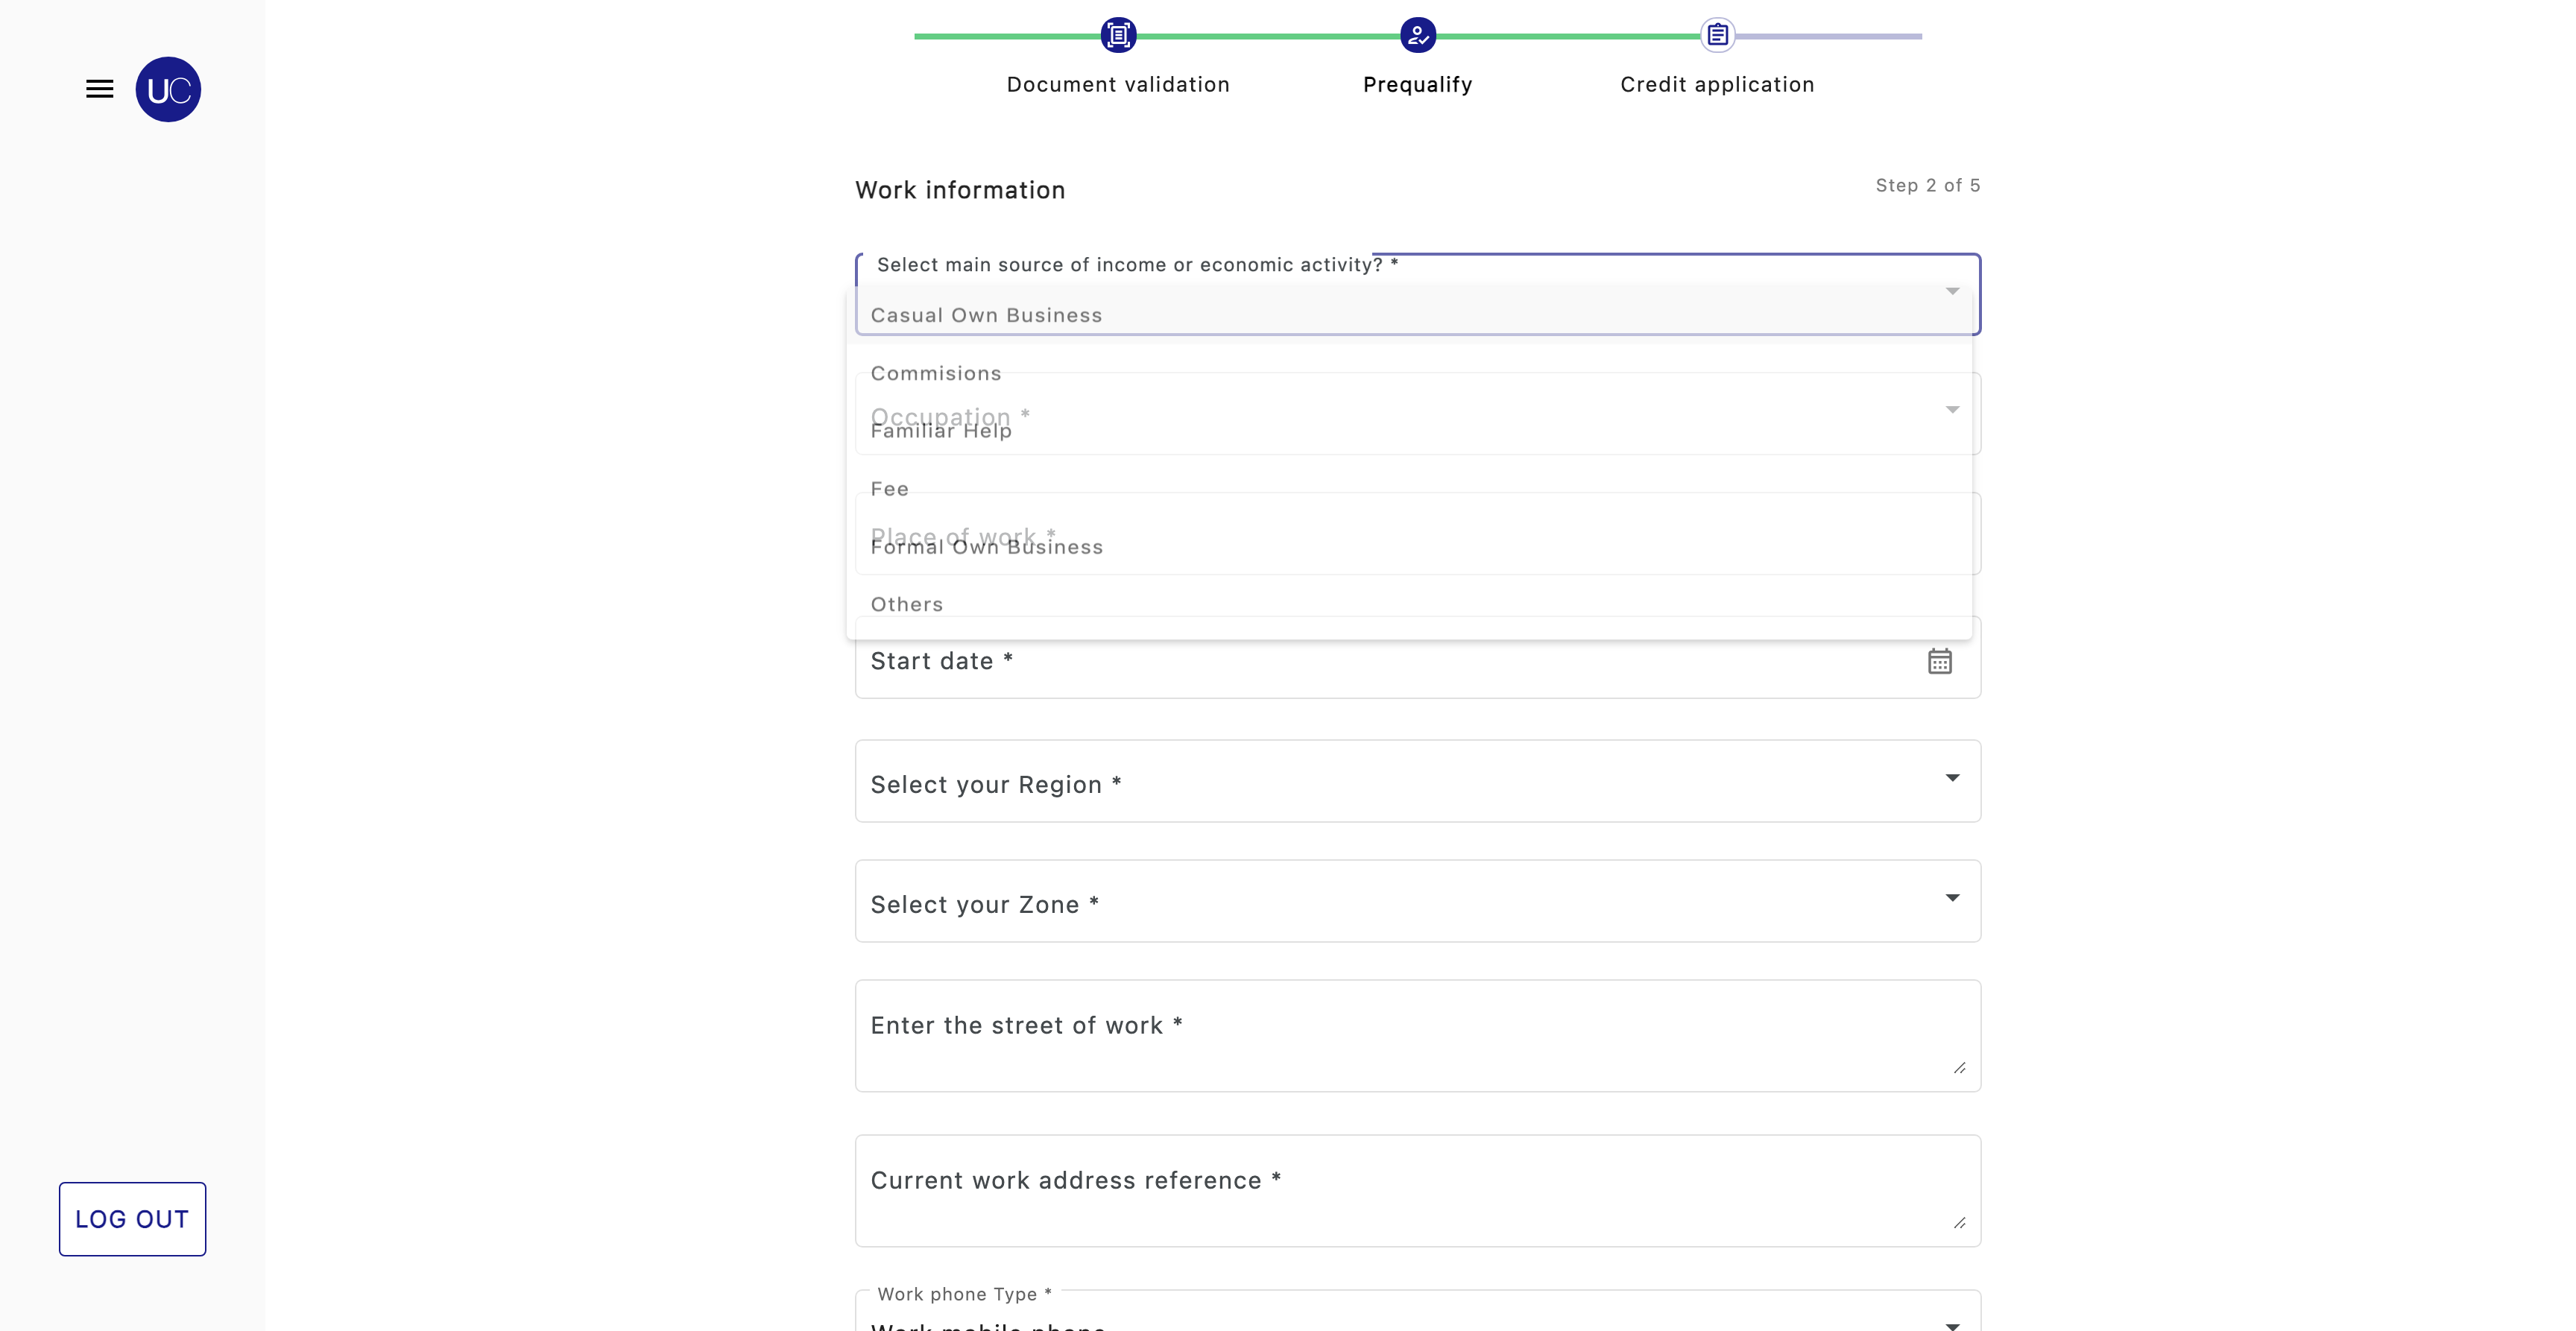 UC
Document validation
Prequalify
Credit application
Work information
Step 2 of 5
Select main source of income or economic activity? *
Casual Own Business
Commisions
Occupation *
Familiar Help
Fee
Place of work *
Formal Own Business
Others
Start date *
Select your Region *
Select your Zone *
Enter the street of work *
Current work address reference *
LOG OUT
Work phone Type *
Work mobile phone